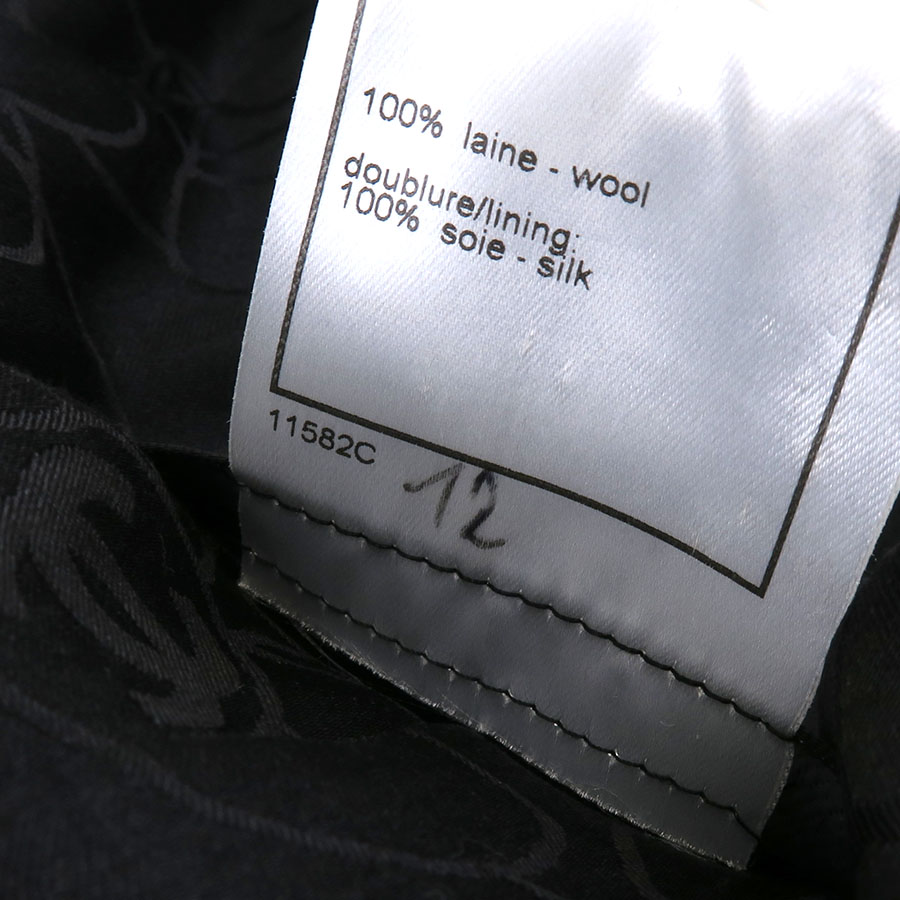 100% laine - wool
doublure/lining:
100% soie - silk
11582C
12